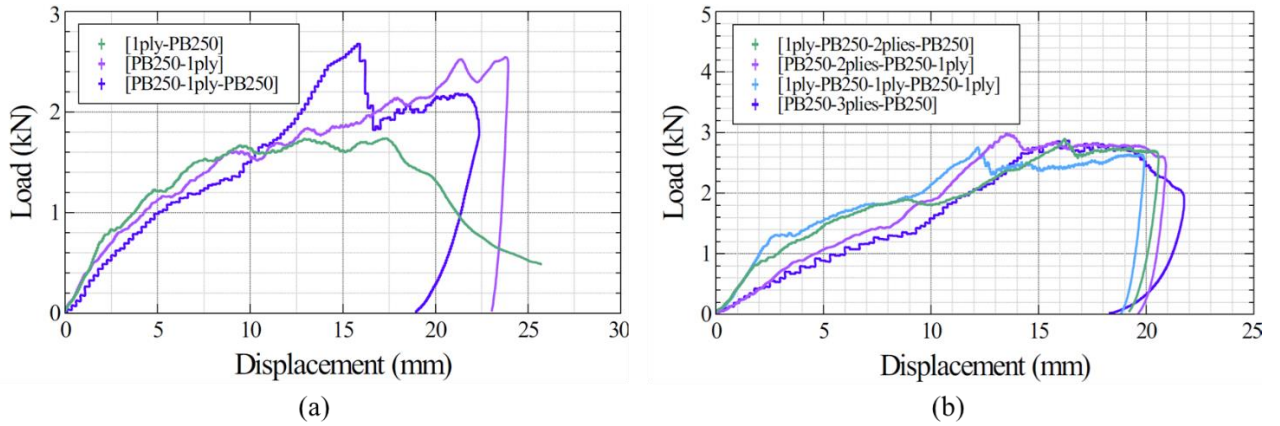 3
2
1
0
[1ply-PB250]
[PB250-1ply]
[PB250-1ply-PB250]
Load (kN)
0 5 10 15 20 25 30
Displacement (mm)
(a)
5
4
3
2
1
0
[1ply-PB250-2plies-PB250]
[PB250-2plies-PB250-1ply]
[1ply-PB250-1ply-PB250-1ply]
[PB250-3plies-PB250]
Load (kN)
0 5 10 15 20 25
Displacement (mm)
(b)